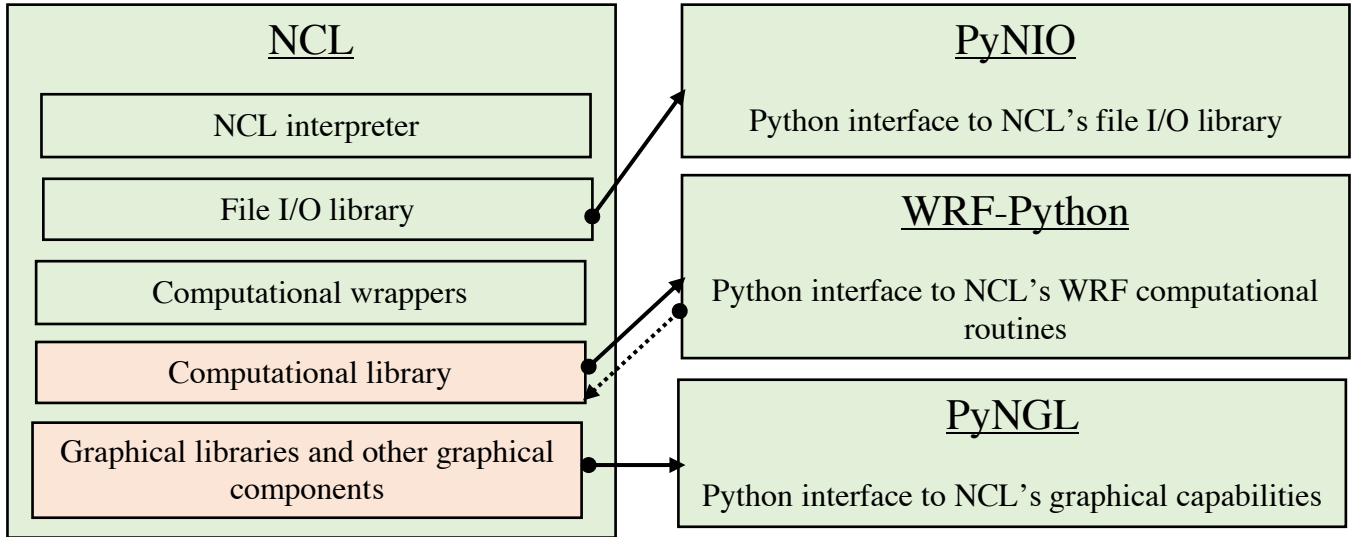 NCL
NCL interpreter
File I/O library
Computational wrappers
Computational library
Graphical libraries and other graphical
components
PyNIO
Python interface to NCL’s file I/O library
WRF-Python
Python interface to NCL’s WRF computational
routines
PyNGL
Python interface to NCL’s graphical capabilities